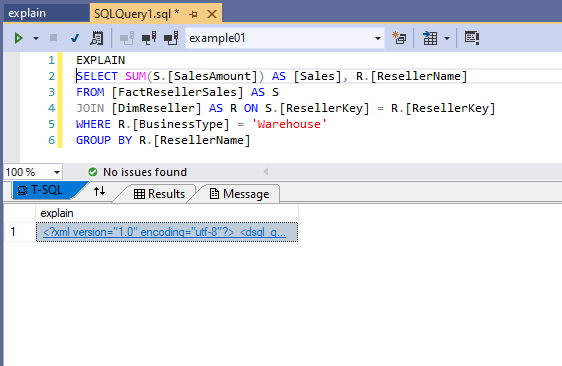 explain
SQLQuery1.sql *
example01
1 EXPLAIN
2 SELECT SUM(S.[SalesAmount]) AS [Sales], R.[ResellerName]
3 FROM [FactResellerSales] AS S
4 JOIN [DimReseller] AS R ON S.[ResellerKey] = R.[ResellerKey]
5 WHERE R.[BusinessType] = 'Warehouse'
6 GROUP BY R.[ResellerName]
100 % No issues found
T-SQL Results Message
explain
1 <?xml version="1.0" encoding="utf-8"?> <dsql_q...